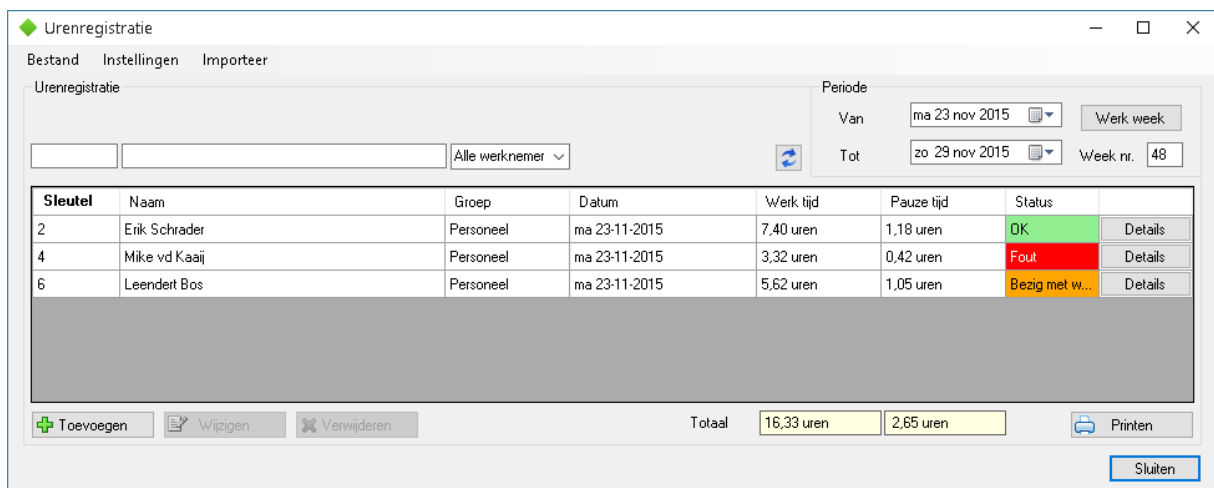 Urenregistratie
Bestand Instellingen Importeer
Urenregistratie
Periode
Van ma 23 nov 2015 Werk week
Alle werknemer Tot zo 29 nov 2015 Week nr. 48
Sleutel Naam Groep Datum Werk tijd Pauze tijd Status
2 Erik Schrader Personeel ma 23-11-2015 7,40 uren 1,18 uren OK Details
4 Mike vd Kaaij Personeel ma 23-11-2015 3,32 uren 0,42 uren Fout Details
6 Leendert Bos Personeel ma 23-11-2015 5,62 uren 1,05 uren Bezig met w... Details
Toevoegen Wijzigen Verwijderen Totaal 16,33 uren 2,65 uren Printen
Sluiten